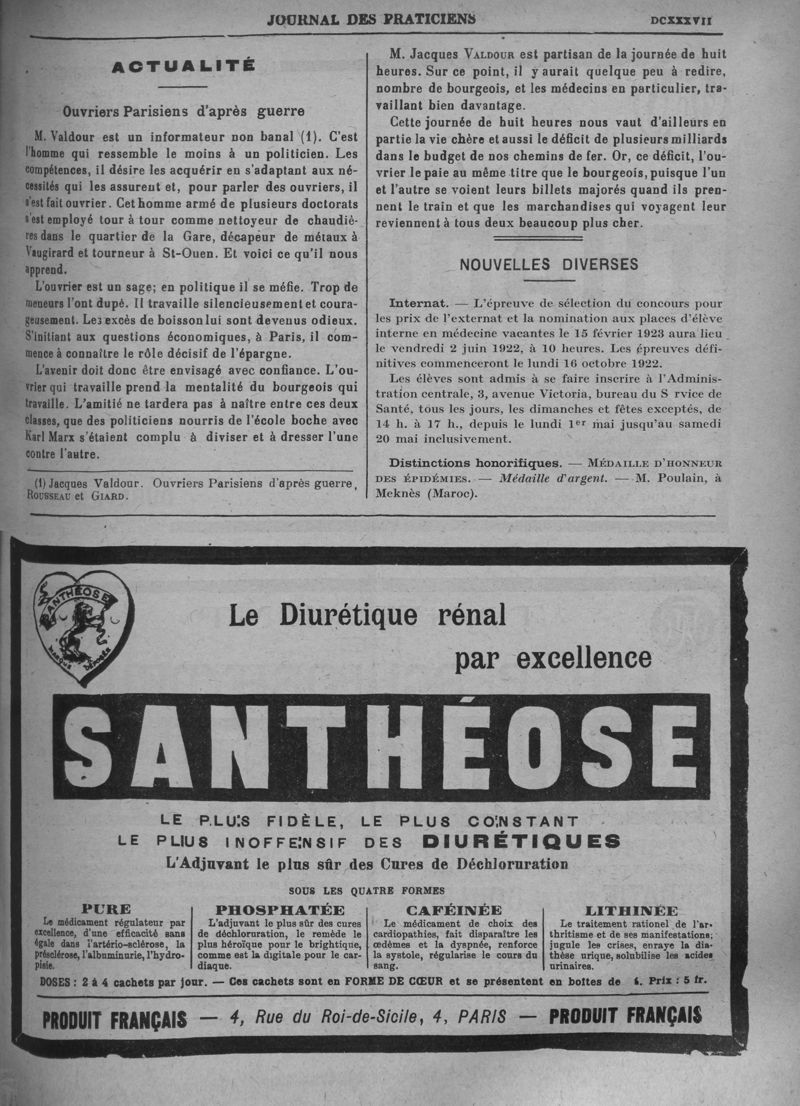 JOURNAL DES PRATICIENS
DCXXXVII
ACTUALITÉ
Ouvriers Parisiens d'après guerre
M. Valdour est un informateur non banal (1). C'est
l'homme qui ressemble le moins à un politicien. Les
compétences, il désire les acquérir en s'adaptant aux né-
cessités qui les assurent et, pour parler des ouvriers, il
s'est fait ouvrier. Cet homme armé de plusieurs doctorats
s'est employé tour à tour comme nettoyeur de chaudiè-
res dans le quartier de la Gare, décapeur de métaux à
Vaugirard et tourneur à St-Ouen. Et voici ce qu'il nous
apprend.
L'ouvrier est un sage; en politique il se méfie. Trop de
meneurs l'ont dupé. Il travaille silencieusement et coura-
geusement. Les excès de boisson lui sont devenus odieux.
S'initiant aux questions économiques, à Paris, il com-
mence à connaître le rôle décisif de l'épargne.
L'avenir doit donc être envisagé avec confiance. L'ou-
vrier qui travaille prend la mentalité du bourgeois qui
travaille. L'amitié ne tardera pas à naître entre ces deux
classes, que des politiciens nourris de l'école boche avec
Karl Marx s'étaient complu à diviser et à dresser l'une
contre l'autre.
(1) Jacques Valdour. Ouvriers Parisiens d'après guerre,
ROUSSEAU et GIARD.
M. Jacques VALDOUR est partisan de la journée de huit
heures. Sur ce point, il y aurait quelque peu à redire,
nombre de bourgeois, et les médecins en particulier, tra-
vaillant bien davantage.
Cette journée de huit heures nous vaut d'ailleurs en
partie la vie chère et aussi le déficit de plusieurs milliards
dans le budget de nos chemins de fer. Or, ce déficit, l'ou-
vrier le paie au même titre que le bourgeois, puisque l'un
et l'autre se voient leurs billets majorés quand ils pren-
nent le train et que les marchandises qui voyagent leur
reviennent à tous deux beaucoup plus cher.
NOUVELLES DIVERSES
Internat. — L'épreuve de sélection du concours pour
les prix de l'externat et la nomination aux places d'élève
interne en médecine vacantes le 15 février 1923 aura lieu
le vendredi 2 juin 1922, à 10 heures. Les épreuves défi-
nitives commenceront le lundi 16 octobre 1922.
Les élèves sont admis à se faire inscrire à l'Adminis-
tration centrale, 3, avenue Victoria, bureau du S rvice de
Santé, tous les jours, les dimanches et fêtes exceptés, de
14 h. à 17 h., depuis le lundi 1er mai jusqu'au samedi
20 mai inclusivement.
Distinctions honorifiques. — MÉDAILLE D'HONNEUR
DES ÉPIDÉMIES. — Médaille d'argent. — M. Poulain, à
Meknès (Maroc).
SANTHÉOSE
MARQUE DÉPOSÉE
Le Diurétique rénal
par excellence
SANTHÉOSE
LE PLUS FIDÈLE, LE PLUS CONSTANT
LE PLUS INOFFENSIF DES DIURÉTIQUES
L'Adjuvant le plus sûr des Cures de Déchloruration
SOUS LES QUATRE FORMES
PURE
Le médicament régulateur par
excellence, d'une efficacité sans
égale dans l'artério-sclérose, la
présclérose, l'albuminurie, l'hydro-
pisie.
PHOSPHATÉE
L'adjuvant le plus sûr des cures
de déchloruration, le remède le
plus héroïque pour le brightique,
comme est la digitale pour le car-
diaque.
CAFÉINÉE
Le médicament de choix des
cardiopathies, fait disparaître les
œdèmes et la dyspnée, renforce
la systole, régularise le cours du
sang.
LITHINÉE
Le traitement rationel de l'ar-
thritisme et de ses manifestations;
jugule les crises, enraye la dia-
thèse urique, solubilise les acides
urinaires.
DOSES : 2 à 4 cachets par jour. — Ces cachets sont en FORME DE CŒUR et se présentent en boîtes de Prix : 5 fr.
PRODUIT FRANÇAIS — 4, Rue du Roi-de-Sicile, 4, PARIS — PRODUIT FRANÇAIS